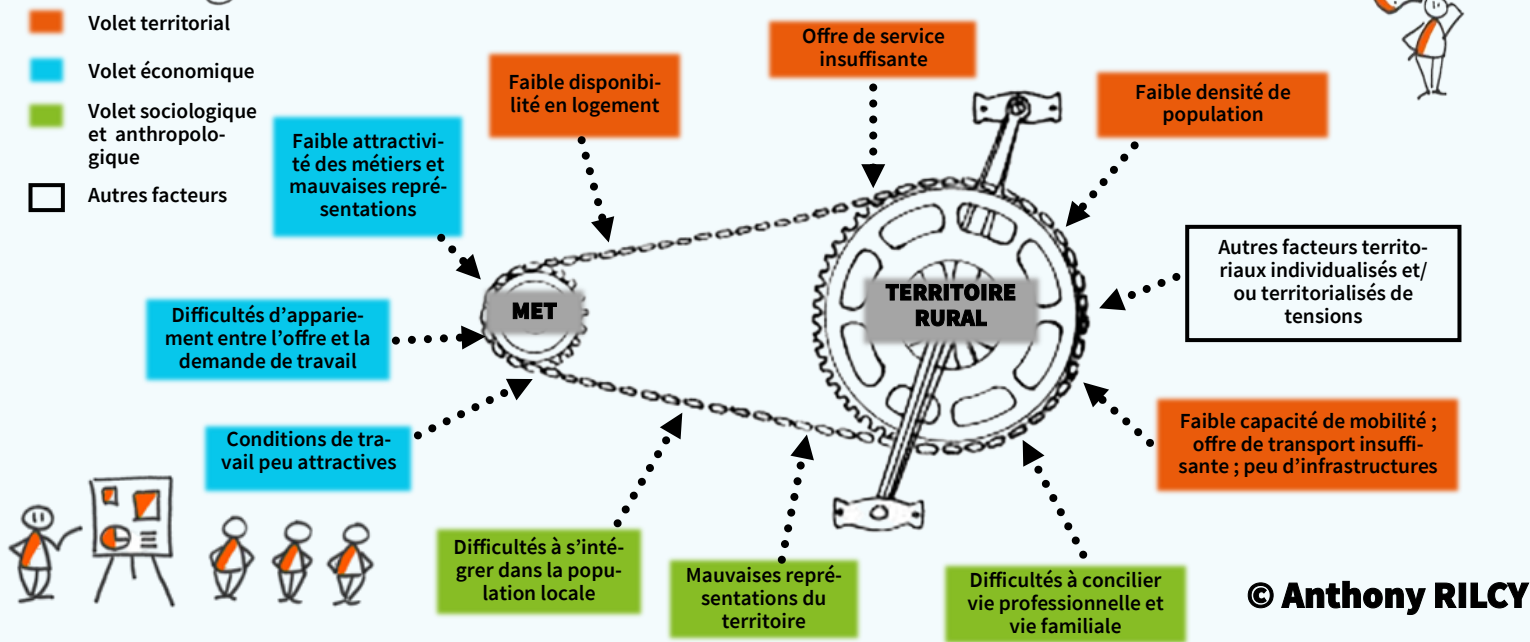 Volet territorial
Volet économique
Volet sociologique
et anthropolo-
gique
Autres facteurs
Faible attractivi-
té des métiers et
mauvaises repré-
sentations
Faible disponibi-
lité en logement
Offre de service
insuffisante
Faible densité de
population
Autres facteurs territo-
riaux individualisés et/
ou territorialisés de
tensions
MET
TERRITOIRE
RURAL
Difficultés d’apparie-
ment entre l’offre et la
demande de travail
Conditions de tra-
vail peu attractives
Faible capacité de mobilité ;
offre de transport insuffi-
sante ; peu d’infrastructures
Difficultés à s’inté-
grer dans la popu-
lation locale
Mauvaises repré-
sentations du
territoire
Difficultés à concilier
vie professionnelle et
vie familiale
© Anthony RILCY